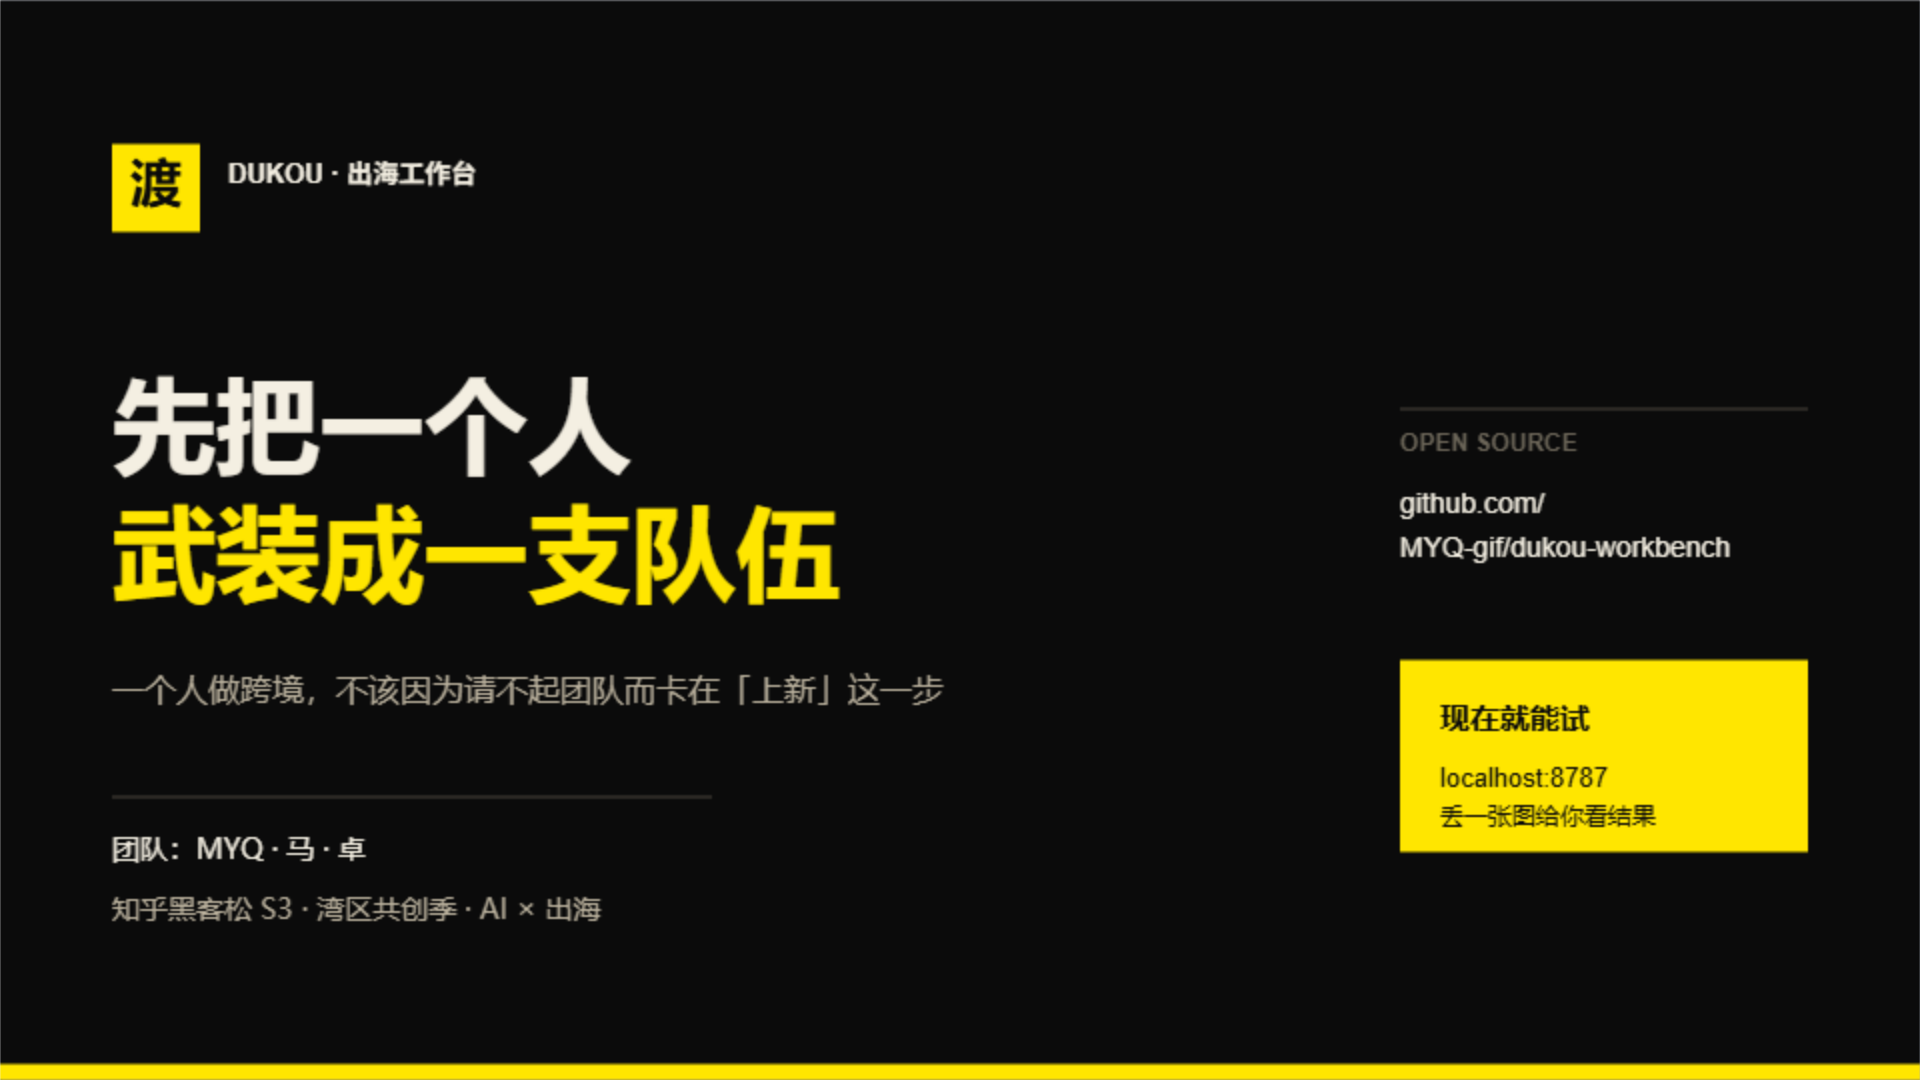 渡
DUKOU · 出海工作台
先把一个人
武装成一支队伍
一个人做跨境，不该因为请不起团队而卡在「上新」这一步
团队：MYQ · 马 · 卓
知乎黑客松 S3 · 湾区共创季 · AI × 出海
OPEN SOURCE
github.com/
MYQ-gif/dukou-workbench
现在就能试
localhost:8787
丢一张图给你看结果